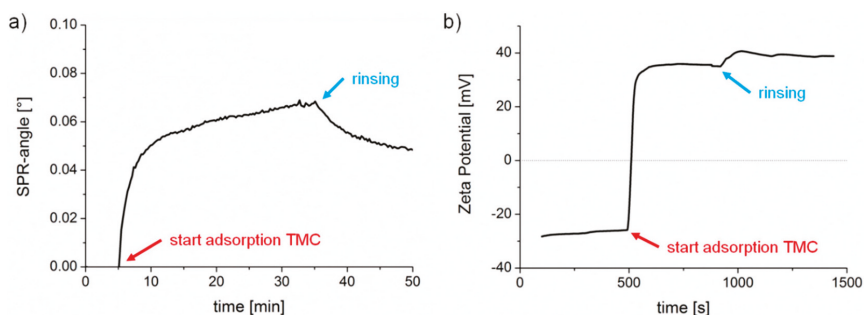 a)
SPR-angle [°]
0.10
0.08
0.06
0.04
0.02
0.00
rinsing
start adsorption TMC
0 10 20 30 40 50
time [min]
b)
Zeta Potential [mV]
40
20
0
-20
-40
rinsing
start adsorption TMC
0 500 1000 1500
time [s]